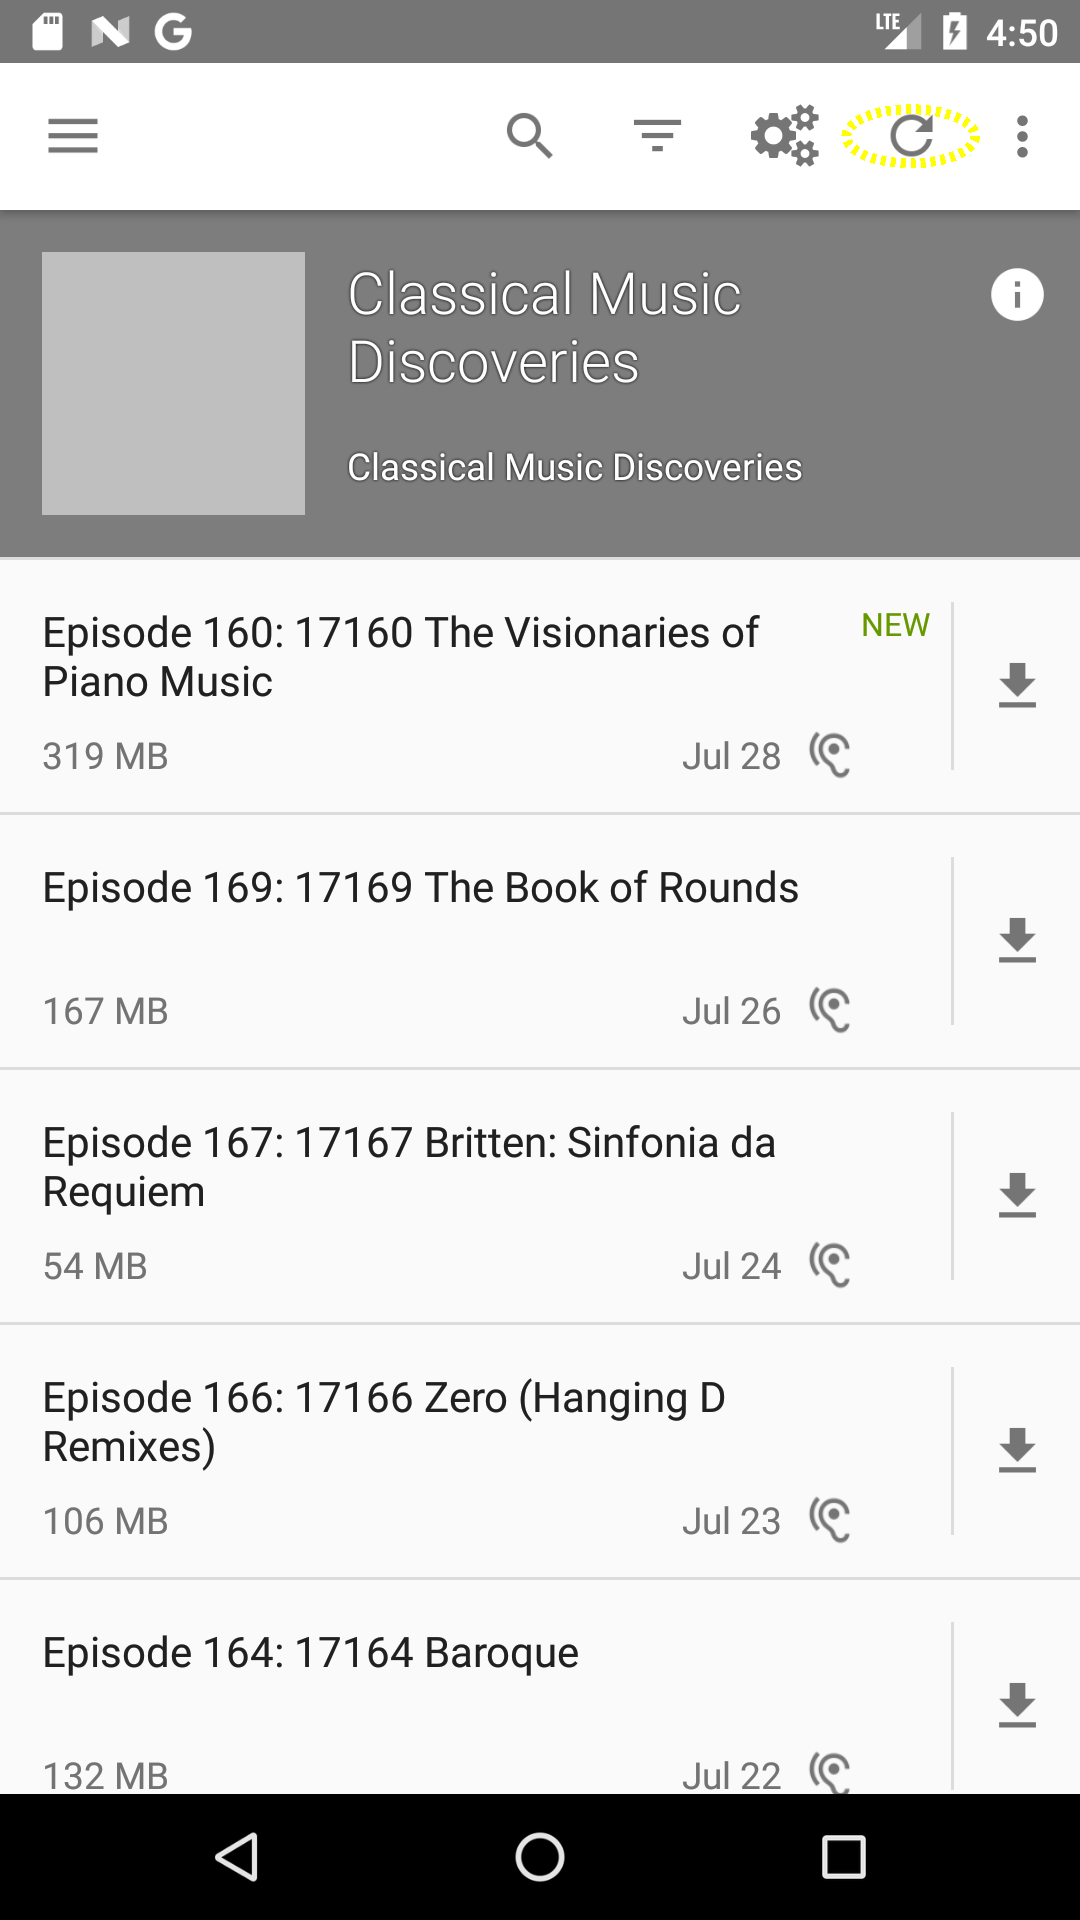 LTE 4:50
Classical Music
Discoveries
Classical Music Discoveries
Episode 160: 17160 The Visionaries of
Piano Music
NEW
319 MB
Jul 28
Episode 169: 17169 The Book of Rounds
167 MB
Jul 26
Episode 167: 17167 Britten: Sinfonia da
Requiem
54 MB
Jul 24
Episode 166: 17166 Zero (Hanging D
Remixes)
106 MB
Jul 23
Episode 164: 17164 Baroque
132 MB
Jul 22